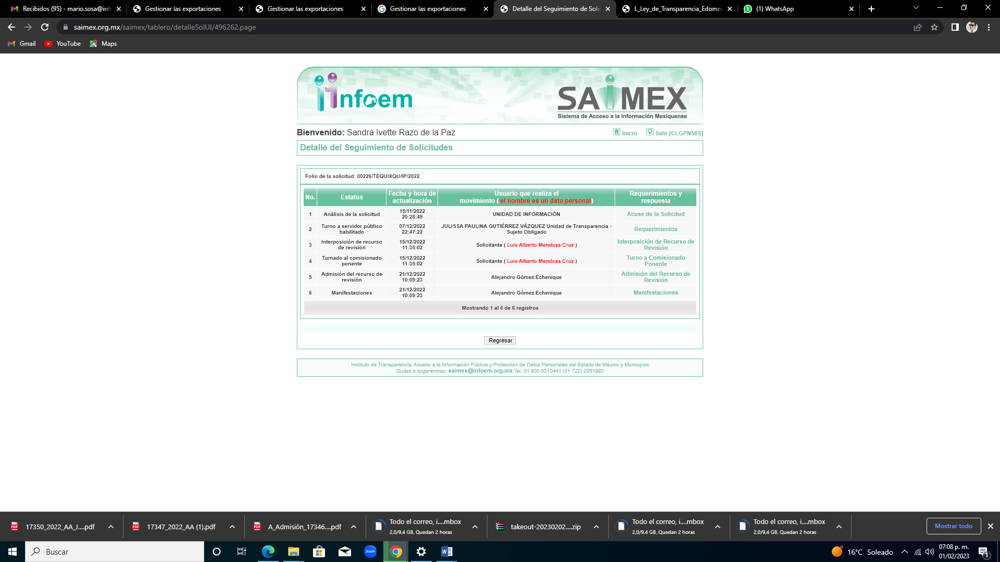 Recibidos (95) - mario.sosa@inf
Gestionar las exportaciones
Gestionar las exportaciones
Gestionar las exportaciones
Detalle del Seguimiento de Solic
L_Ley_de_Transparencia_Edomex
(1) WhatsApp
saimex.org.mx/saimex/tablero/detalleSolUI/496262.page
Gmail
YouTube
Maps
infoem
SAIMEX
Sistema de Acceso a la Información Mexiquense
Bienvenido: Sandra Ivette Razo de la Paz
Inicio
Salir [CLGPN56S]
Detalle del Seguimiento de Solicitudes
Folio de la solicitud: 00226/TEQUIXQU/IP/2022
No.
Estatus
Fecha y hora de
actualización
Usuario que realiza el
movimiento ( el nombre es un dato personal)
Requerimientos y
respuesta
1
Análisis de la solicitud
15/11/2022
20:28:49
UNIDAD DE INFORMACIÓN
Acuse de la Solicitud
2
Turno a servidor público
habilitado
07/12/2022
22:47:22
JULISSA PAULINA GUTIÉRREZ VÁZQUEZ Unidad de Transparencia -
Sujeto Obligado
Requerimientos
3
Interposición de recurso
de revisión
15/12/2022
11:35:02
Solicitante ( Luis Alberto Mendoza Cruz )
Interposición de Recurso de
Revisión
4
Turnado al comisionado
ponente
15/12/2022
11:35:02
Solicitante ( Luis Alberto Mendoza Cruz )
Turno a Comisionado
Ponente
5
Admisión del recurso de
revisión
21/12/2022
10:09:23
Alejandro Gómez Echenique
Admisión del Recurso de
Revisión
6
Manifestaciones
21/12/2022
10:09:23
Alejandro Gómez Echenique
Manifestaciones
Mostrando 1 al 6 de 6 registros
Regresar
Instituto de Transparencia, Acceso a la Información Pública y Protección de Datos Personales del Estado de México y Municipios
Dudas o sugerencias: saimex@infoem.org.mx Tel. 01 800 8210441 (01 722) 2261980
17350_2022_AA_J....pdf
17347_2022_AA (1).pdf
A_Admisión_17346....pdf
Todo el correo, i....mbox
2,0/9,4 GB, Quedan 2 horas
takeout-20230202....zip
Todo el correo, i....mbox
2,0/9,4 GB, Quedan 2 horas
Todo el correo, i....mbox
2,0/9,4 GB, Quedan 2 horas
Mostrar todo
Buscar
zoom
16°C Soleado
07:08 p. m.
01/02/2023
1